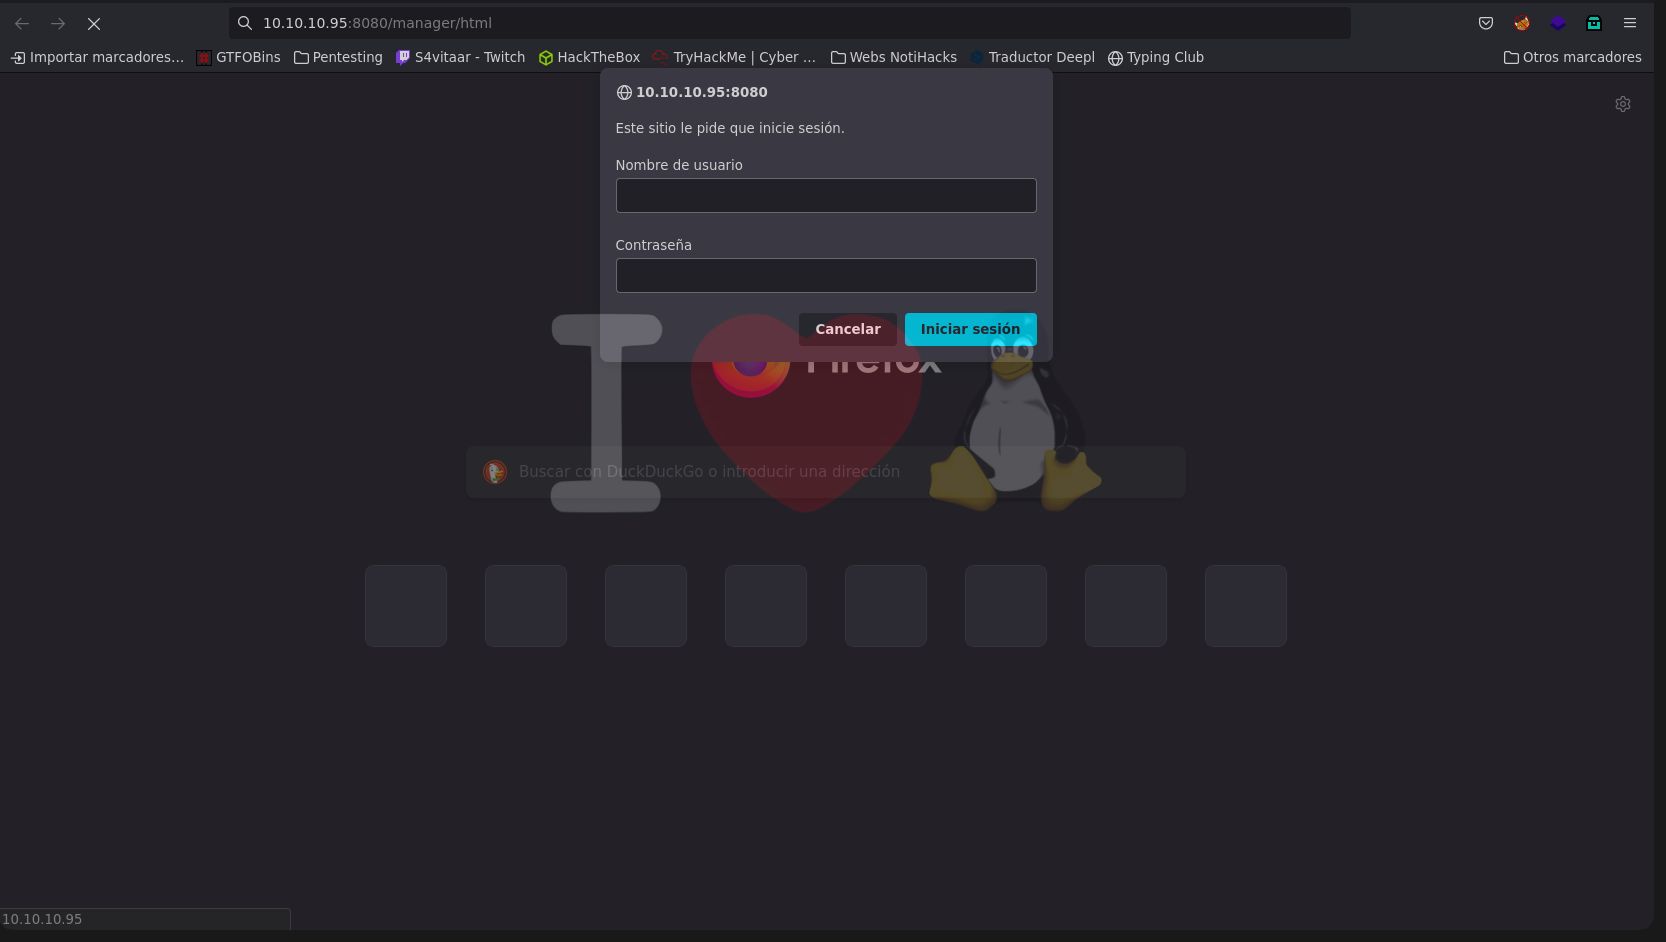 10.10.10.95:8080/manager/html
Importar marcadores... GTFOBins Pentesting S4vitaar - Twitch HackTheBox TryHackMe | Cyber ... Webs NotiHacks Traductor Deepl Typing Club Otros marcadores
10.10.10.95:8080
Este sitio le pide que inicie sesión.
Nombre de usuario
Contraseña
Cancelar Iniciar sesión
I
Firefox
Buscar con DuckDuckGo o introducir una dirección
10.10.10.95